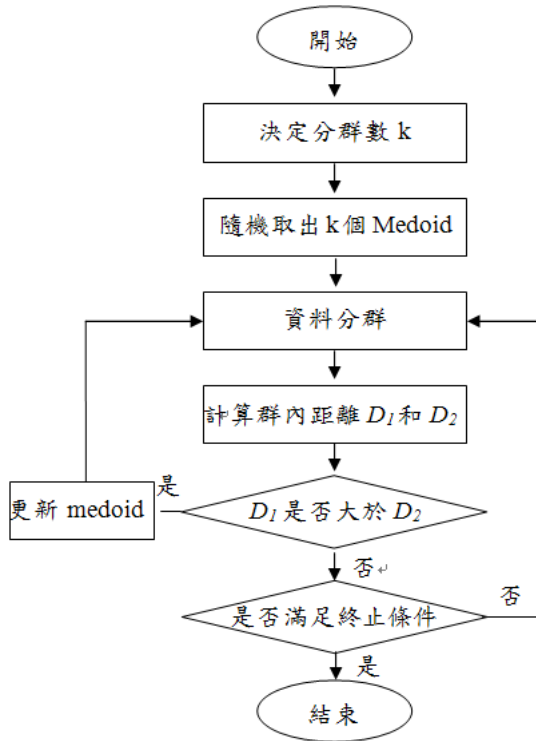 開始
決定分群數 k
隨機取出 k 個 Medoid
資料分群
計算群內距離 D1 和 D2
是
更新 medoid
D1 是否大於 D2
否↵
是否滿足終止條件
否
是
結束